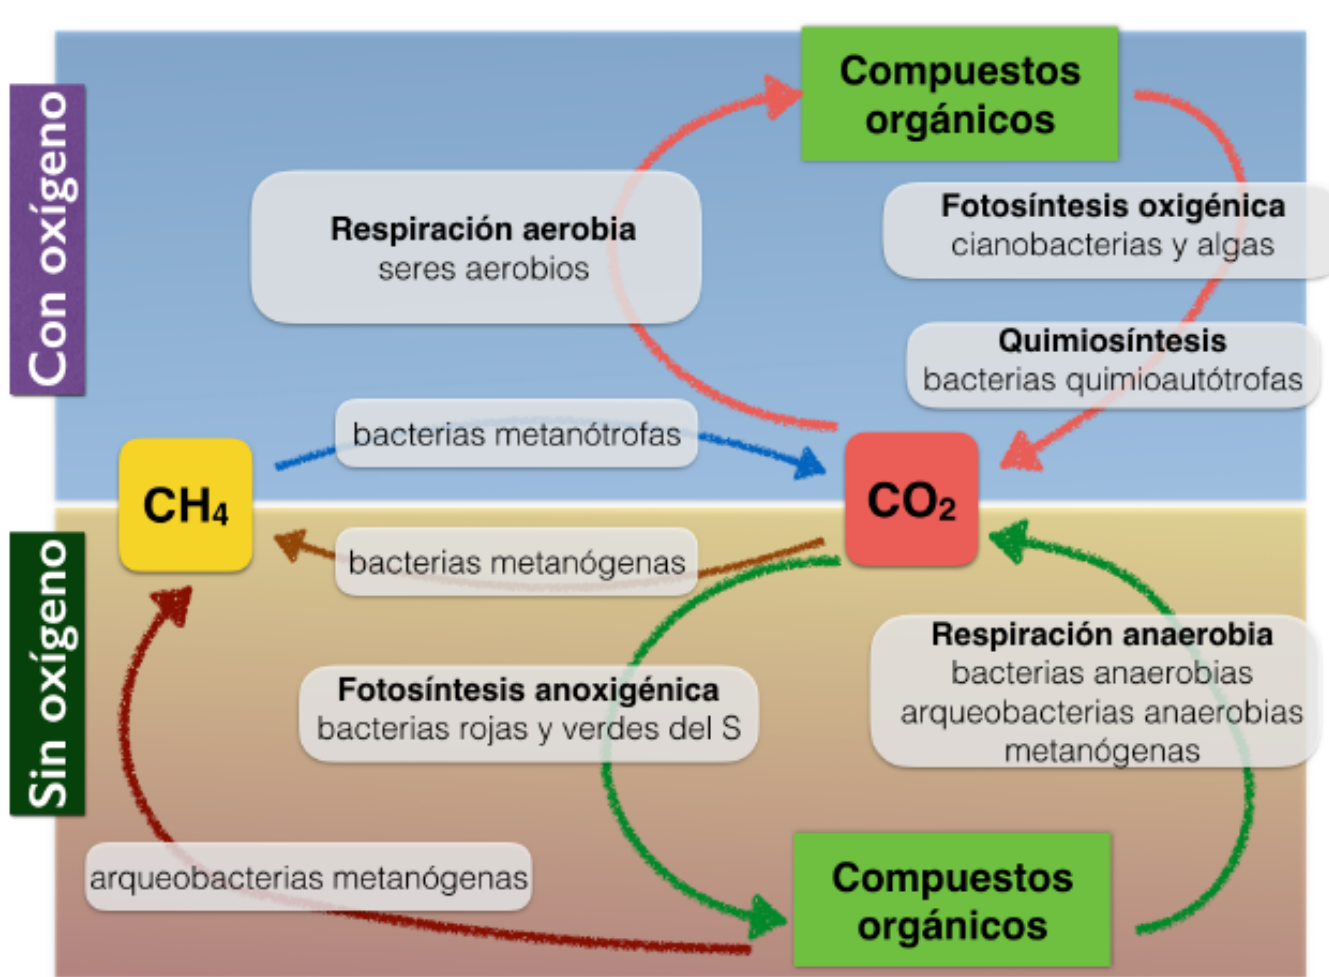 Con oxígeno
Compuestos
orgánicos
Respiración aerobia
seres aerobios
Fotosíntesis oxigénica
cianobacterias y algas
Quimiosíntesis
bacterias quimioautótrofas
bacterias metanótrofas
CH₄
CO₂
bacterias metanógenas
Sin oxígeno
Fotosíntesis anoxigénica
bacterias rojas y verdes del S
Respiración anaerobia
bacterias anaerobias
arqueobacterias anaerobias
metanógenas
arqueobacterias metanógenas
Compuestos
orgánicos